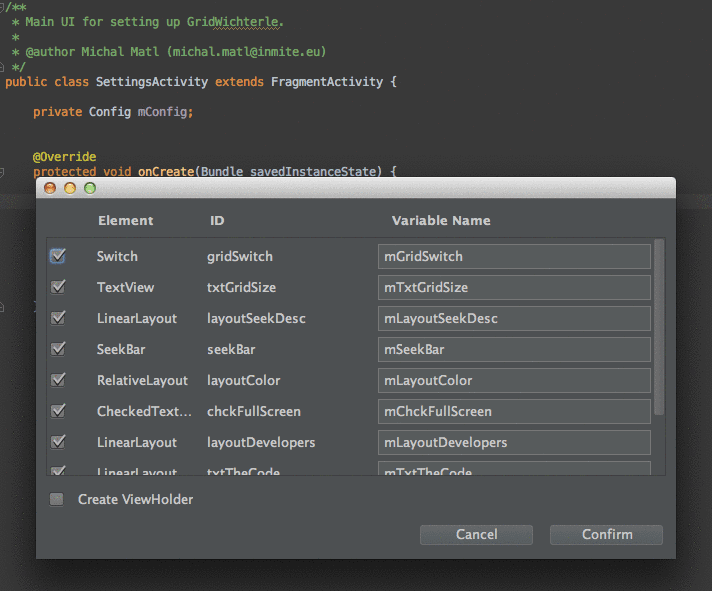 /**
* Main UI for setting up GridWichterle.
*
* @author Michal Matl (michal.matl@inmite.eu)
*/
public class SettingsActivity extends FragmentActivity {
private Config mConfig;
@Override
protected void onCreate(Bundle savedInstanceState) {
Element ID Variable Name
Switch gridSwitch mGridSwitch
TextView txtGridSize mTxtGridSize
LinearLayout layoutSeekDesc mLayoutSeekDesc
SeekBar seekBar mSeekBar
RelativeLayout layoutColor mLayoutColor
CheckedText... chckFullScreen mChckFullScreen
LinearLayout layoutDevelopers mLayoutDevelopers
LinearLayout txtTheCode mTxtTheCode
Create ViewHolder
Cancel Confirm